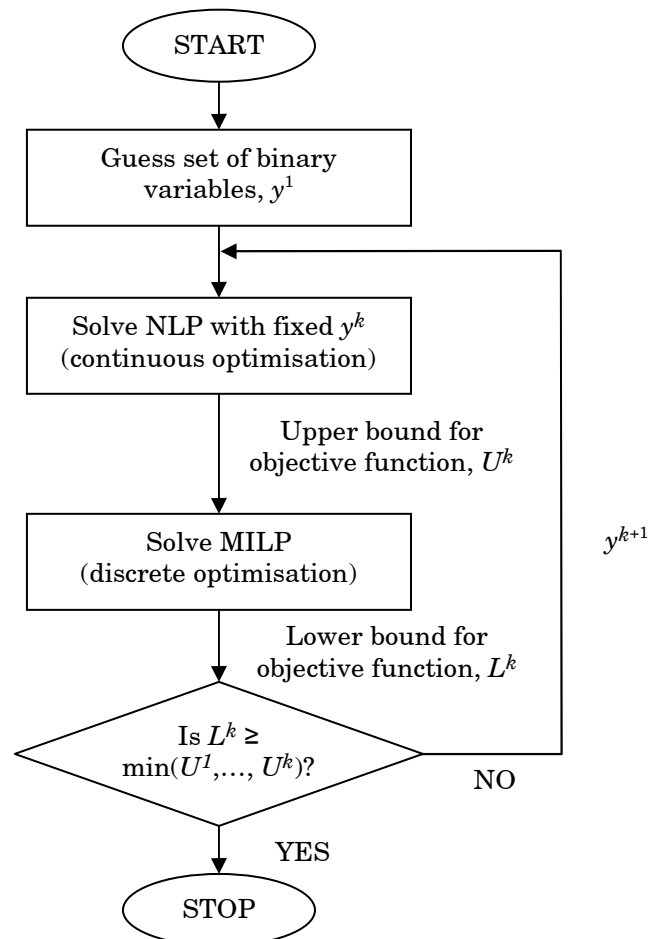 START
Guess set of binary
variables, y¹
Solve NLP with fixed yᵏ
(continuous optimisation)
Upper bound for
objective function, Uᵏ
Solve MILP
(discrete optimisation)
yᵏ⁺¹
Lower bound for
objective function, Lᵏ
Is Lᵏ ≥
min(U¹,…, Uᵏ)?
NO
YES
STOP